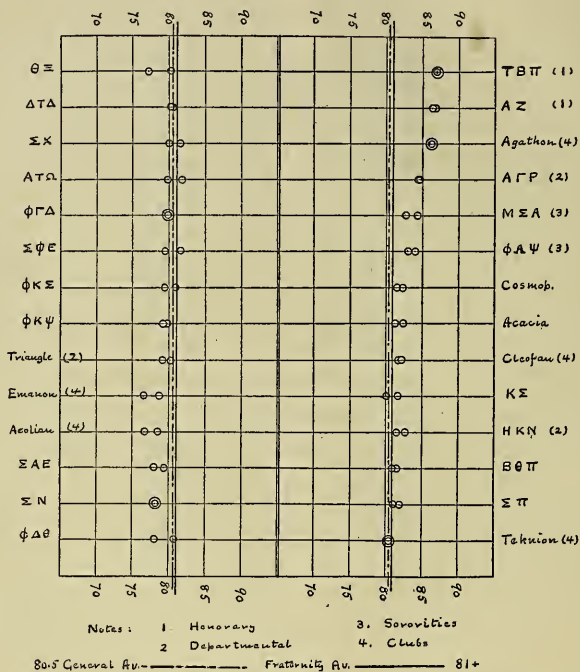 70 75 80 85 90 70 75 80 85 90
ΘΞ ΤΒΠ (1)
ΔΤΔ ΑΖ (1)
ΣΧ Agathon (4)
ΑΤΩ ΑΓΡ (2)
ΦΓΔ ΜΣΑ (3)
ΣΦΕ ΦΑΨ (3)
ΦΚΣ Cosmop.
ΦΚΨ Acacia
Triangle (2) Cleofan (4)
Emanon (4) ΚΣ
Aeolian (4) ΗΚΝ (2)
ΣΑΕ ΒΘΠ
ΣΝ ΣΠ
ΦΔΘ Teknion (4)
70 75 80 85 90 70 75 80 85 90
Notes: 1 Honorary 3. Sororities
2 Departmental 4. Clubs
80.5 General Av. Fraternity Av. 81+